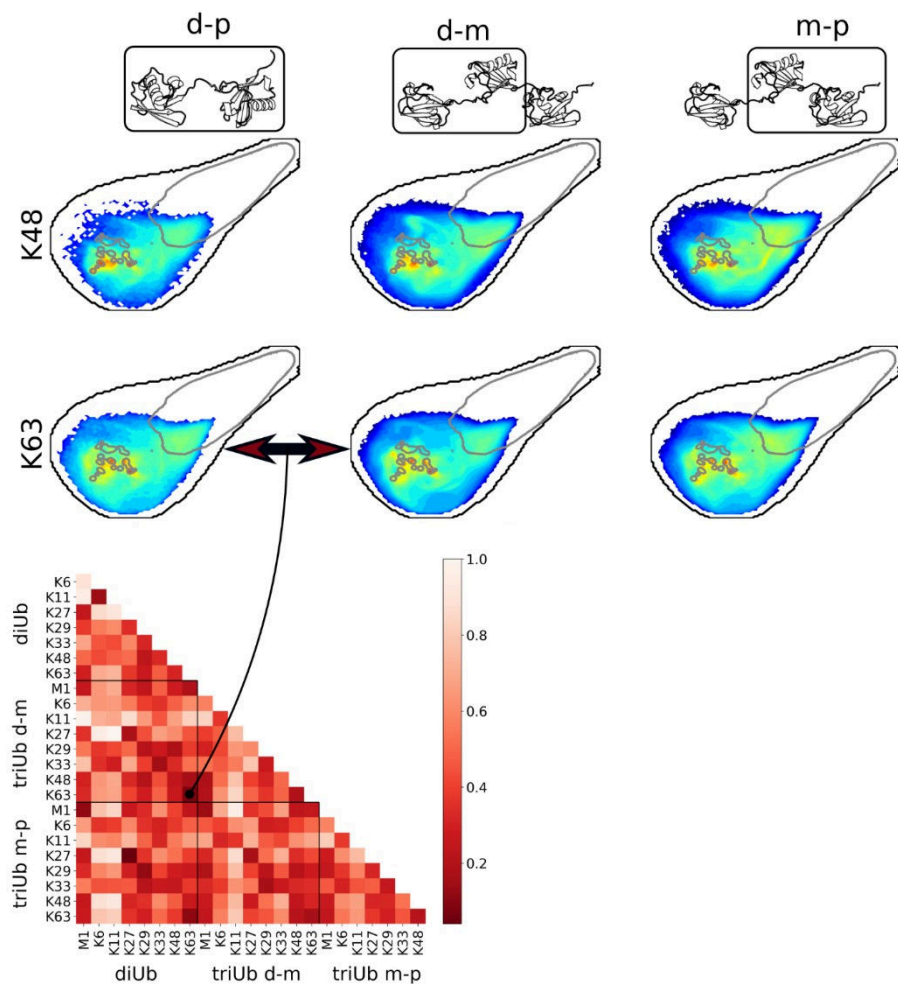 d-p d-m m-p
K48
K63
1.0
0.8
0.6
0.4
0.2
diUb
K6
K11
K27
K29
K33
K48
K63
triUb d-m
M1
K6
K11
K27
K29
K33
K48
K63
triUb m-p
M1
K6
K11
K27
K29
K33
K48
K63
M1 K6 K11 K27 K29 K33 K48 K63 M1 K6 K11 K27 K29 K33 K48 K63 M1 K6 K11 K27 K29 K33 K48
diUb triUb d-m triUb m-p